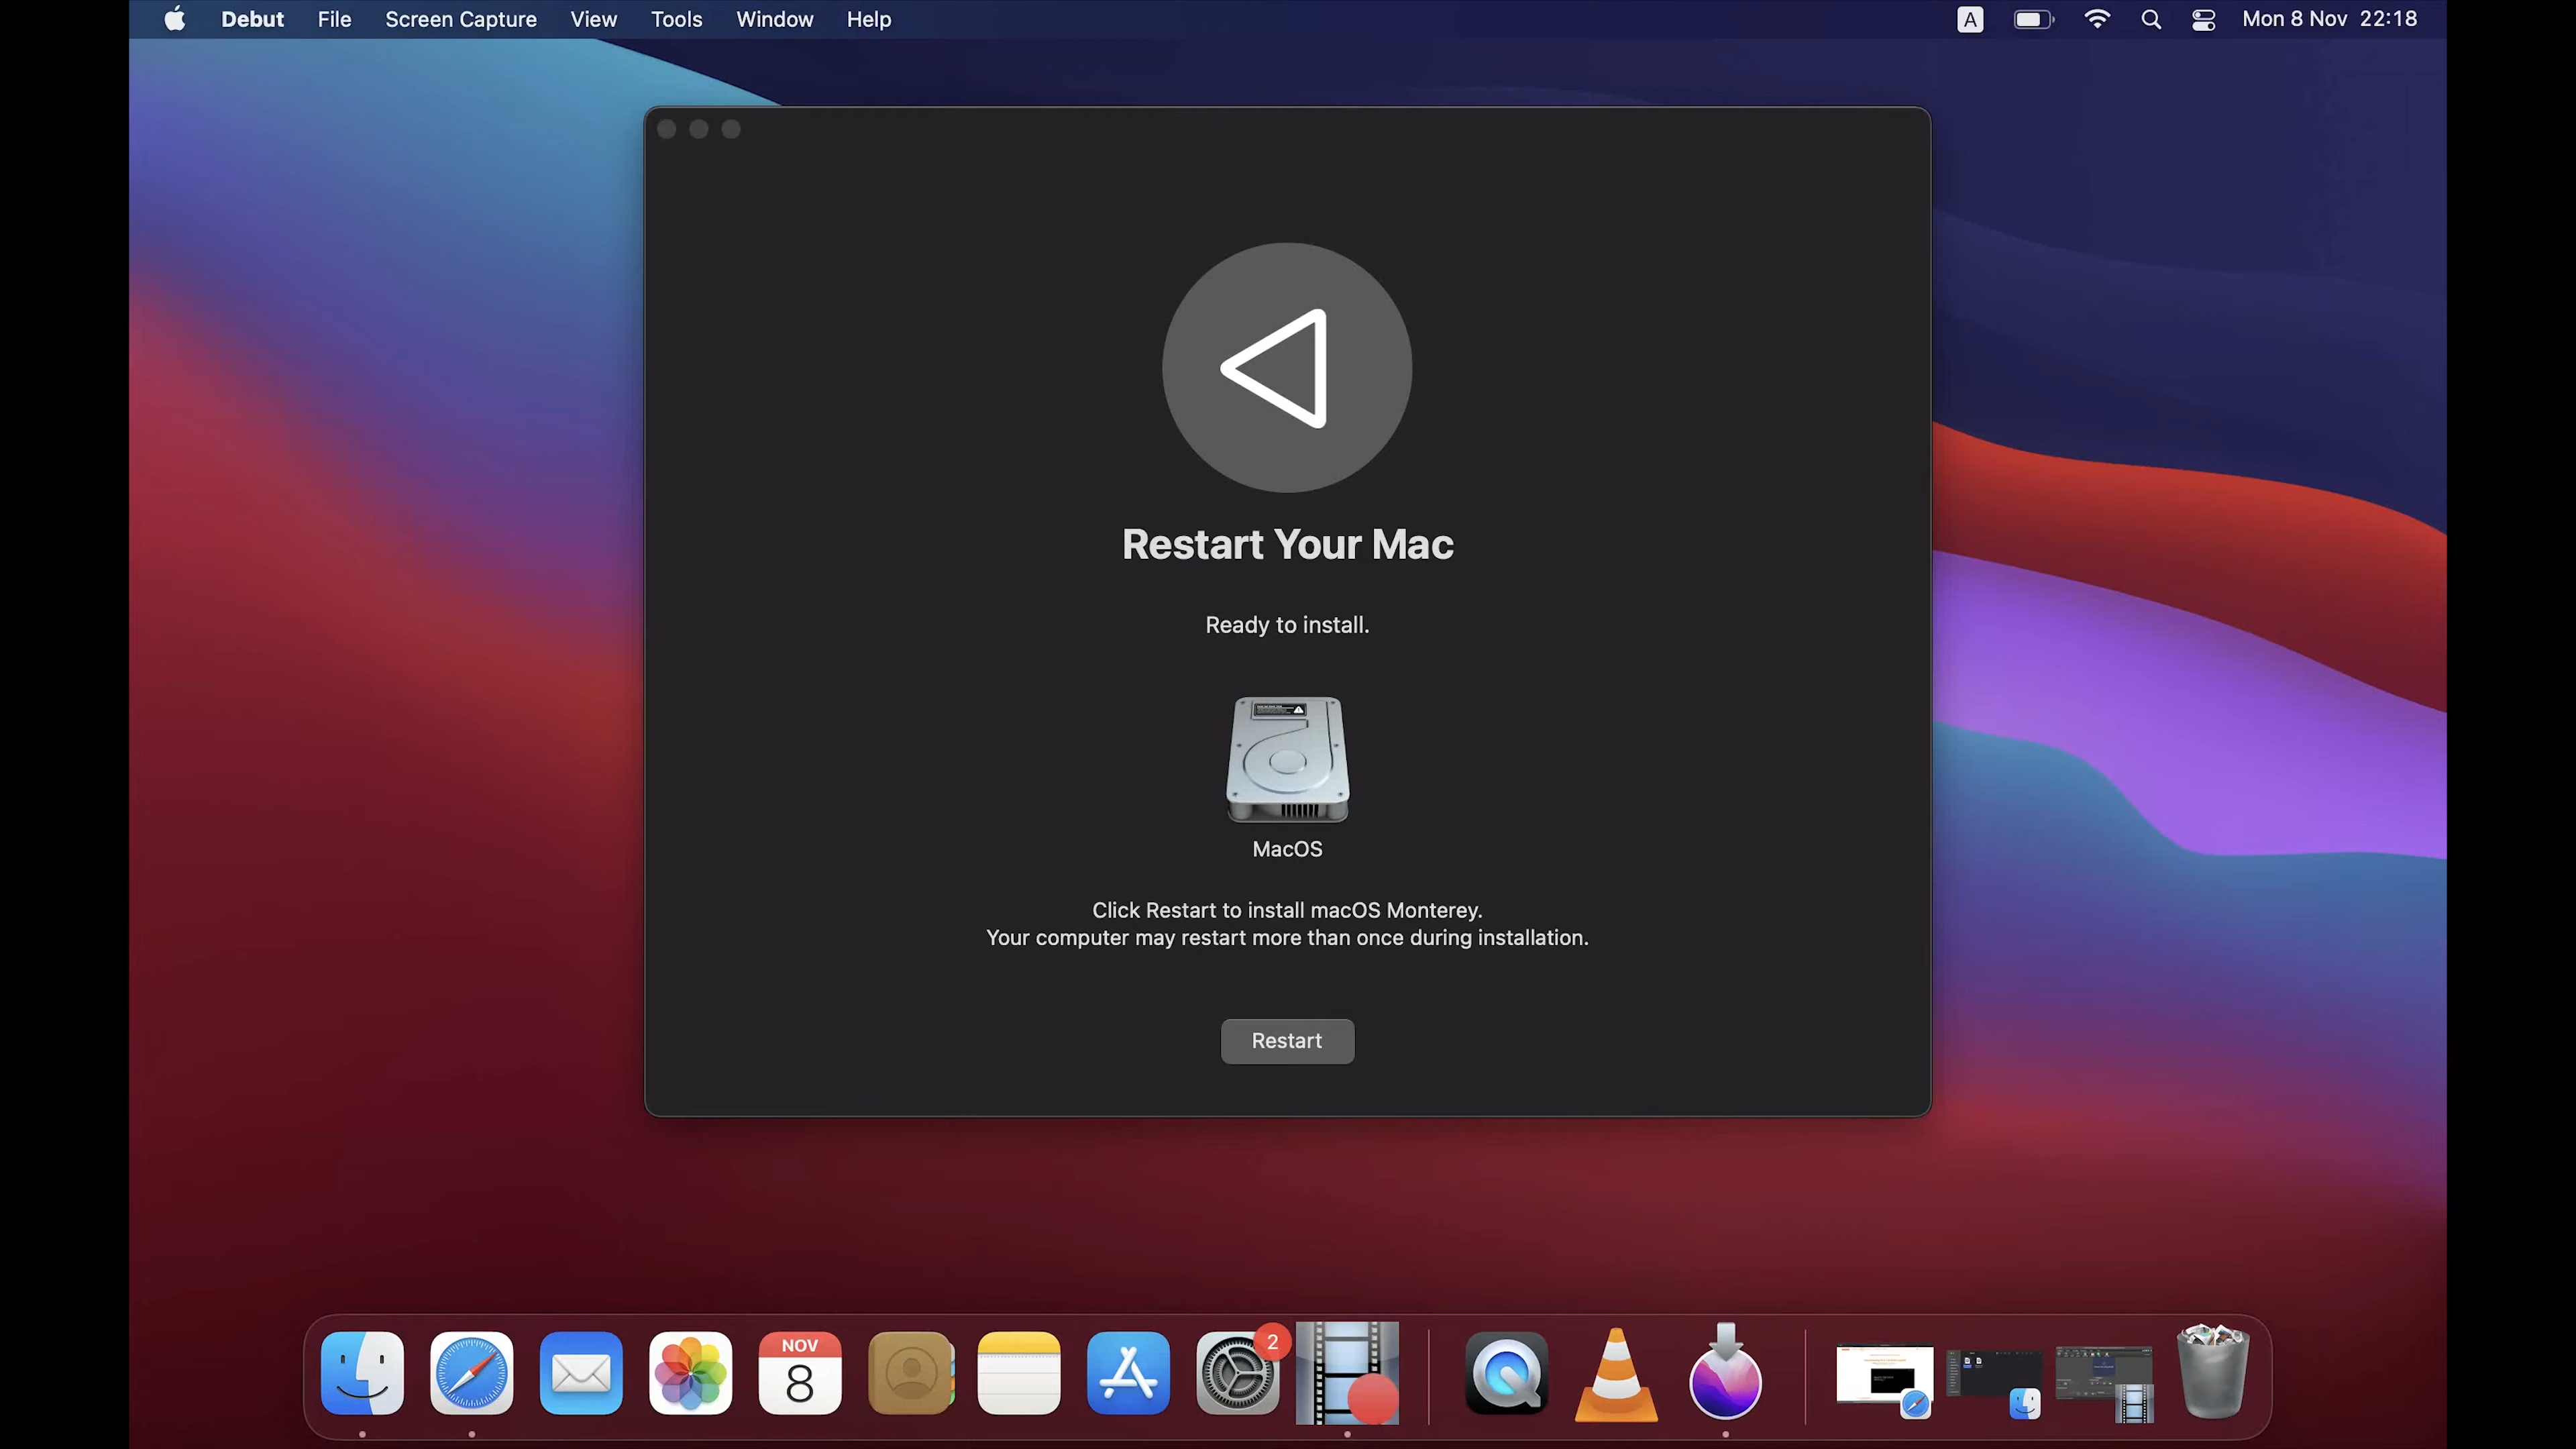 Debut File Screen Capture View Tools Window Help A Mon 8 Nov 22:18
Restart Your Mac
Ready to install.
MacOS
Click Restart to install macOS Monterey.
Your computer may restart more than once during installation.
Restart
NOV
8
2